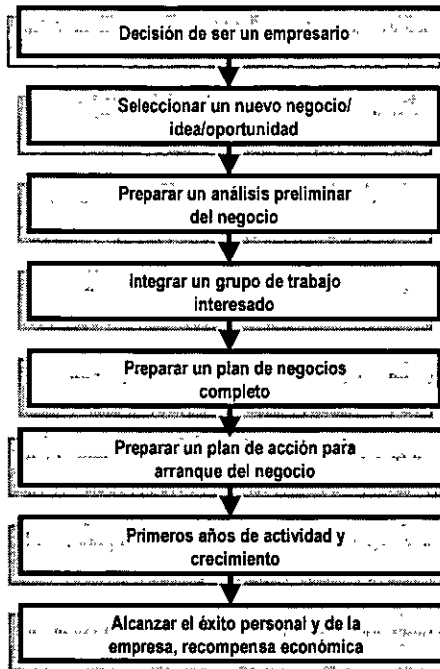 Decisión de ser un empresario
Seleccionar un nuevo negocio/
idea/oportunidad
Preparar un análisis preliminar
del negocio
Integrar un grupo de trabajo
interesado
Preparar un plan de negocios
completo
Preparar un plan de acción para
arranque del negocio
Primeros años de actividad y
crecimiento
Alcanzar el éxito personal y de la
empresa, recompensa económica